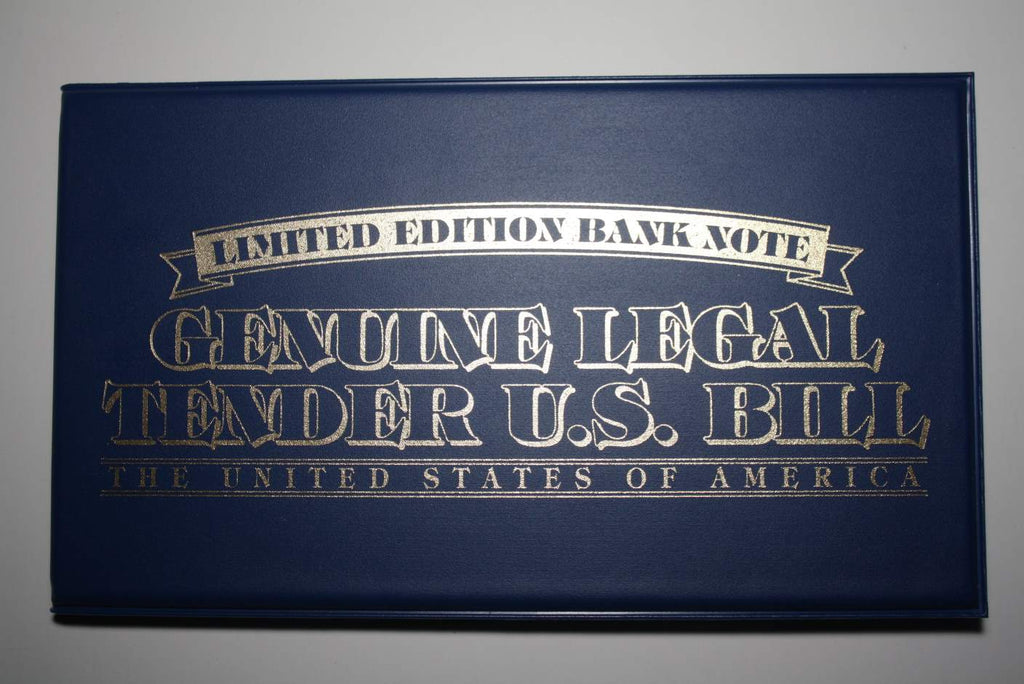 LIMITED EDITION BANK NOTE
GENUINE LEGAL
TENDER U.S. BILL
THE UNITED STATES OF AMERICA